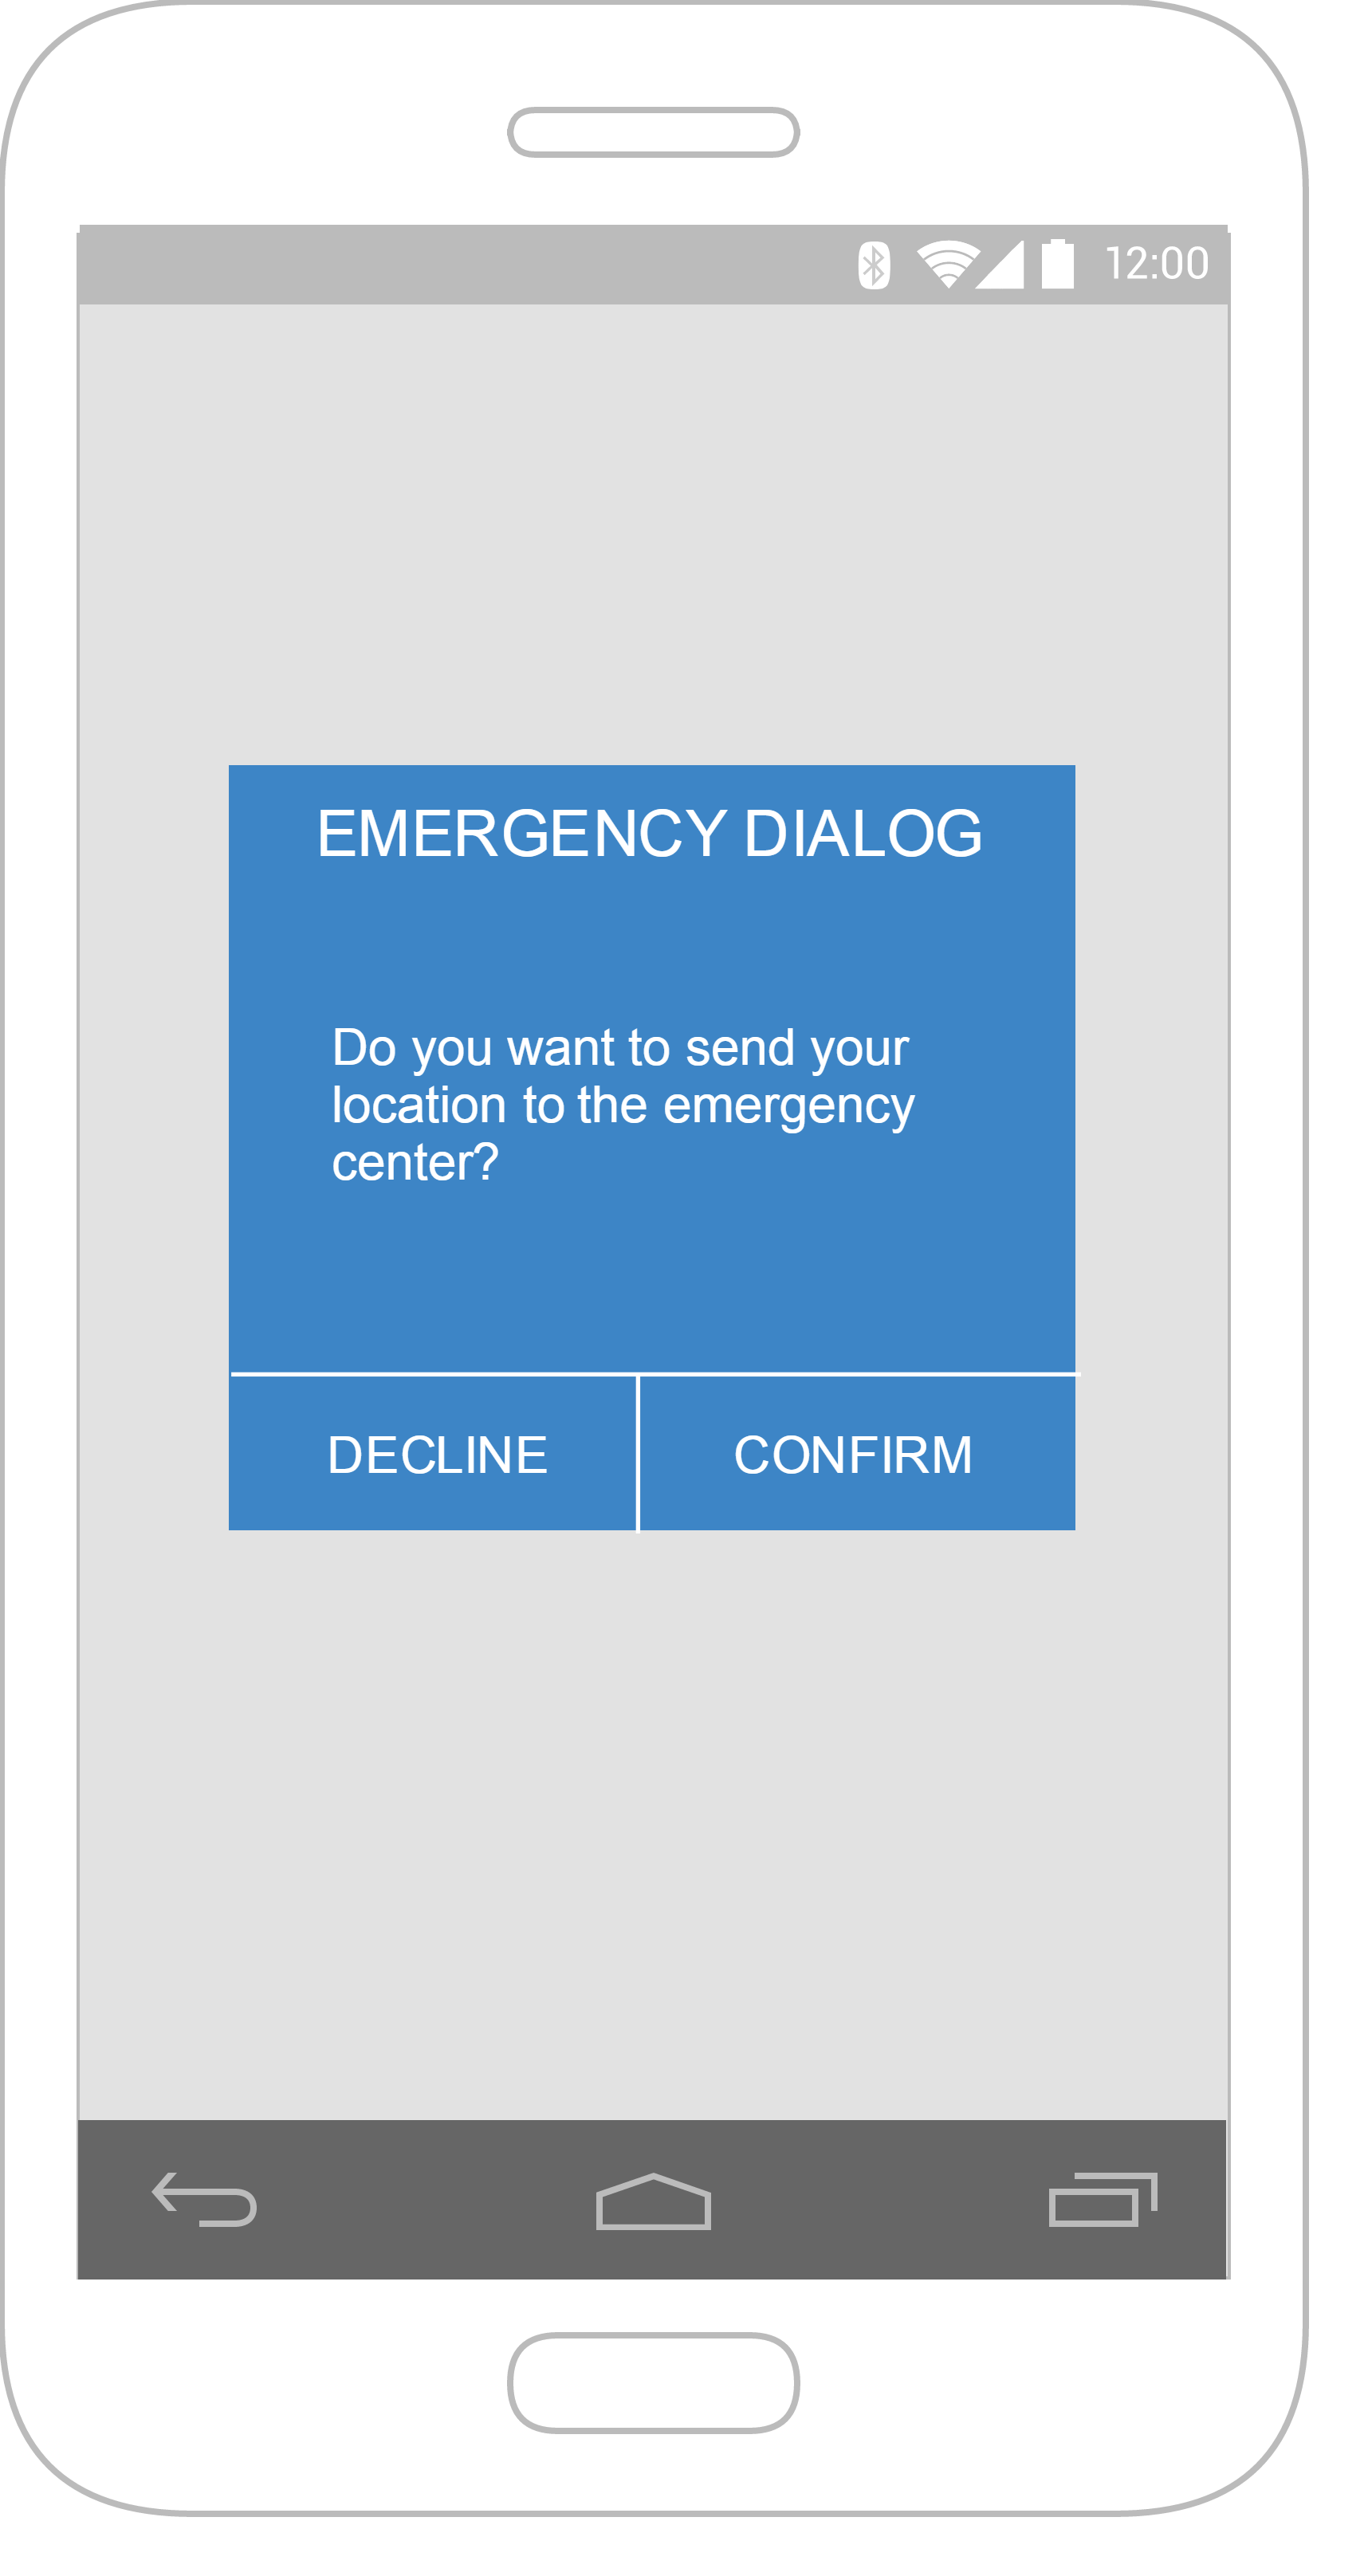 12:00
EMERGENCY DIALOG
Do you want to send your
location to the emergency
center?
DECLINE CONFIRM